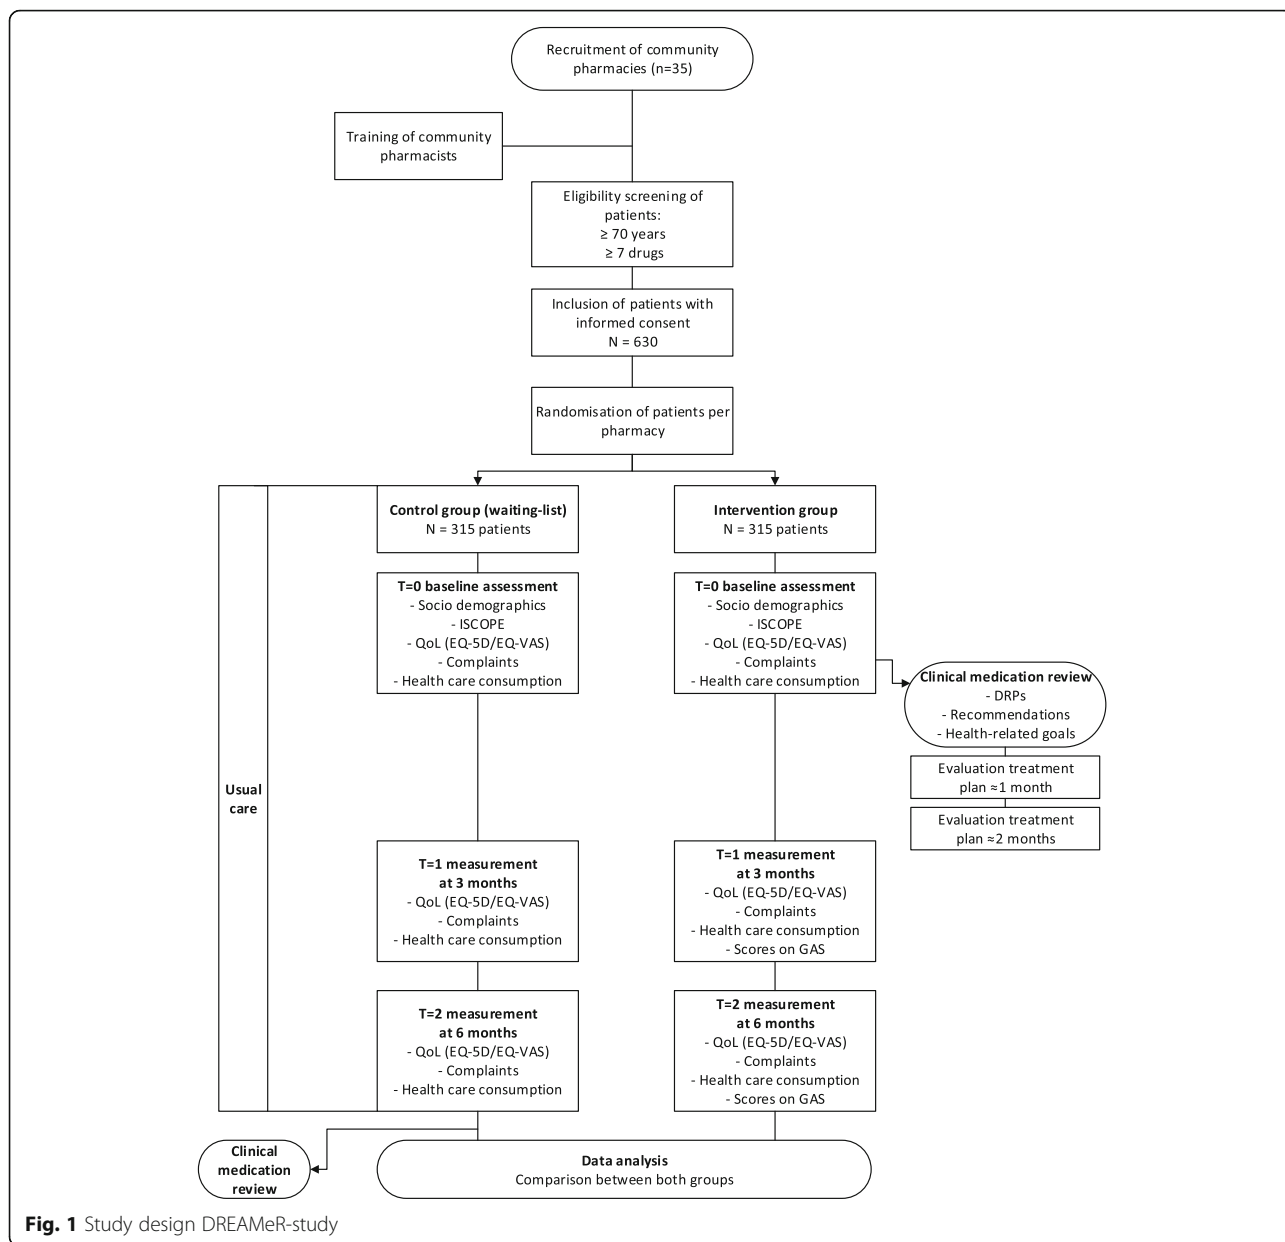 Recruitment of community
pharmacies (n=35)
Training of community
pharmacists
Eligibility screening of
patients:
≥ 70 years
≥ 7 drugs
Inclusion of patients with
informed consent
N = 630
Randomisation of patients per
pharmacy
Control group (waiting-list)
N = 315 patients
Intervention group
N = 315 patients
T=0 baseline assessment
- Socio demographics
- ISCOPE
- QoL (EQ-5D/EQ-VAS)
- Complaints
- Health care consumption
T=0 baseline assessment
- Socio demographics
- ISCOPE
- QoL (EQ-5D/EQ-VAS)
- Complaints
- Health care consumption
Clinical medication review
- DRPs
- Recommendations
- Health-related goals
Evaluation treatment
plan ≈1 month
Evaluation treatment
plan ≈2 months
Usual
care
T=1 measurement
at 3 months
- QoL (EQ-5D/EQ-VAS)
- Complaints
- Health care consumption
T=1 measurement
at 3 months
- QoL (EQ-5D/EQ-VAS)
- Complaints
- Health care consumption
- Scores on GAS
T=2 measurement
at 6 months
- QoL (EQ-5D/EQ-VAS)
- Complaints
- Health care consumption
T=2 measurement
at 6 months
- QoL (EQ-5D/EQ-VAS)
- Complaints
- Health care consumption
- Scores on GAS
Clinical
medication
review
Data analysis
Comparison between both groups
Fig. 1 Study design DREAMeR-study